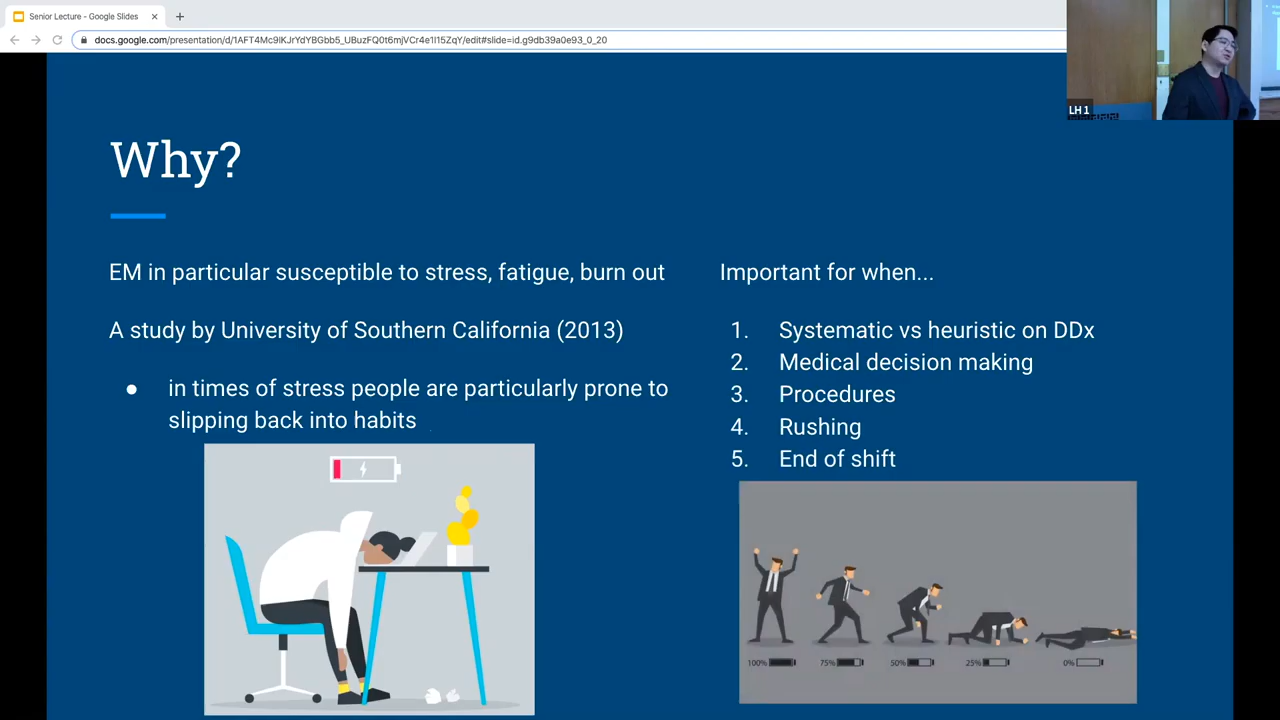 Senior Lecture - Google Slides
docs.google.com/presentation/d/1AFT4Mc9lKJrYdYBGbb5_UBuzFQ0t6mjVCr4e1l15ZqY/edit#slide=id.g9db39a0e93_0_20
LH 1
Why?
EM in particular susceptible to stress, fatigue, burn out
A study by University of Southern California (2013)
● in times of stress people are particularly prone to
slipping back into habits
Important for when...
1. Systematic vs heuristic on DDx
2. Medical decision making
3. Procedures
4. Rushing
5. End of shift
100% 75% 50% 25% 0%